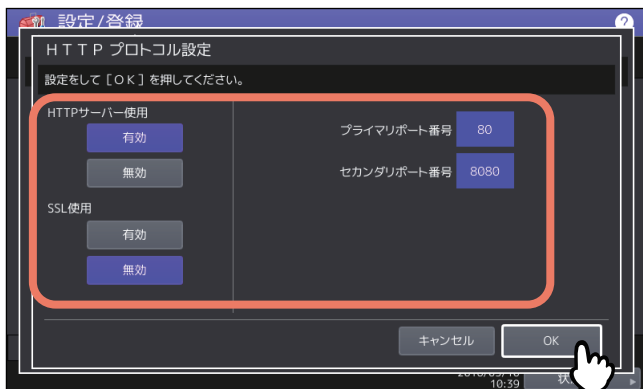 設定/登録
?
HTTP プロトコル設定
設定をして［OK］を押してください。
HTTPサーバー使用
有効
無効
SSL使用
有効
無効
プライマリポート番号 80
セカンダリポート番号 8080
キャンセル
OK
10:39